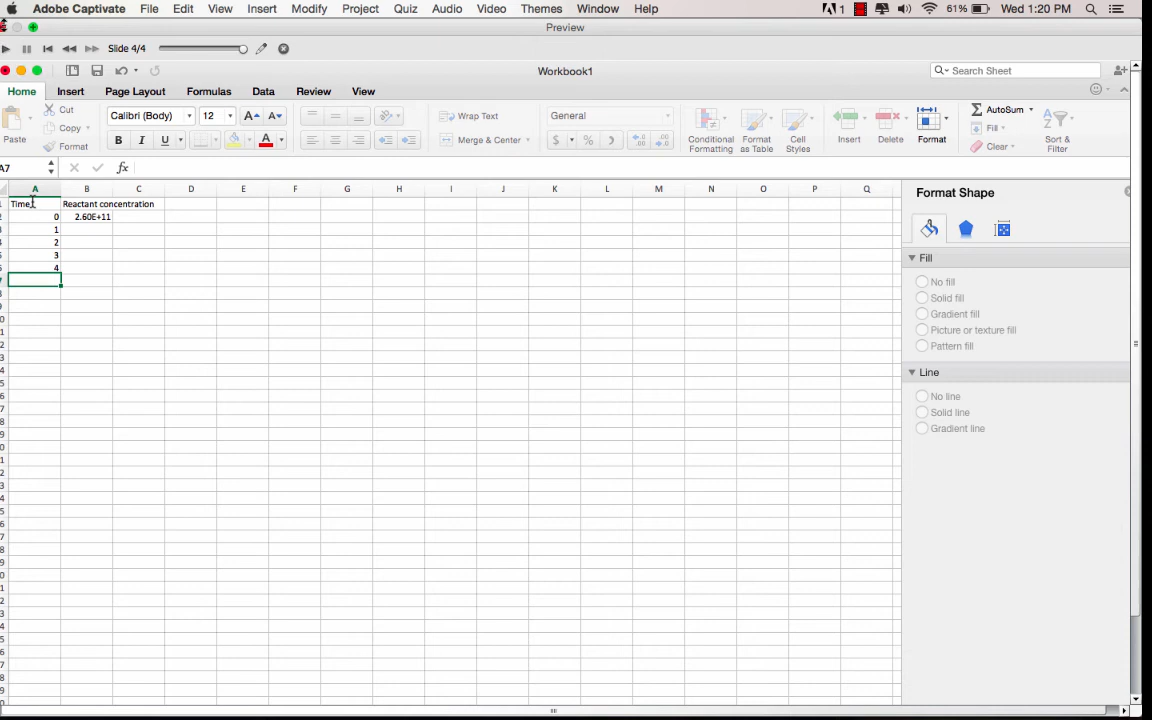 Adobe Captivate File Edit View Insert Modify Project Quiz Audio Video Themes Window Help 1 61% Wed 1:20 PM
Preview
Slide 4/4
Workbook1 Search Sheet
Home Insert Page Layout Formulas Data Review View
Paste Cut Copy Format Calibri (Body) 12 A A B I U A Wrap Text Merge & Center General $ % Conditional Formatting Format as Table Cell Styles Insert Delete Format AutoSum Fill Clear Sort & Filter
A7 fx
A B C D E F G H I J K L M N O P Q
Time Reactant concentration
0 2.60E+11
1
2
3
4
Format Shape
Fill
No fill
Solid fill
Gradient fill
Picture or texture fill
Pattern fill
Line
No line
Solid line
Gradient line